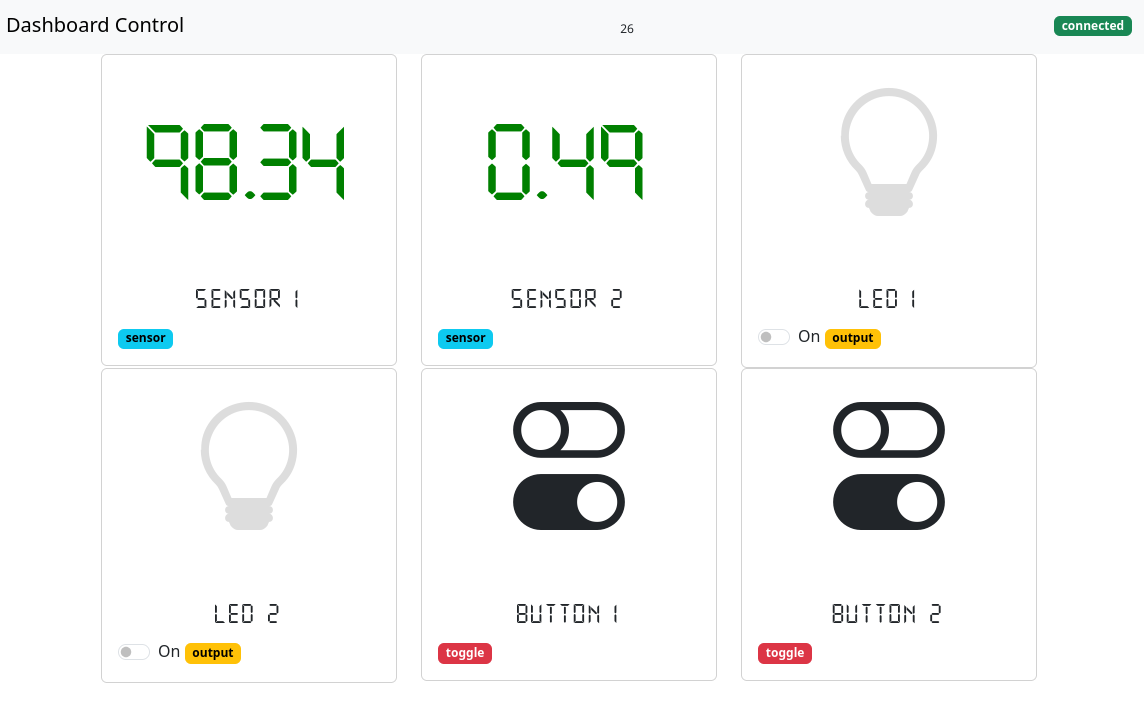 Dashboard Control
26
connected
98.34
0.49
SENSOR 1
SENSOR 2
LED 1
sensor
sensor
On output
LED 2
BUTTON 1
BUTTON 2
On output
toggle
toggle